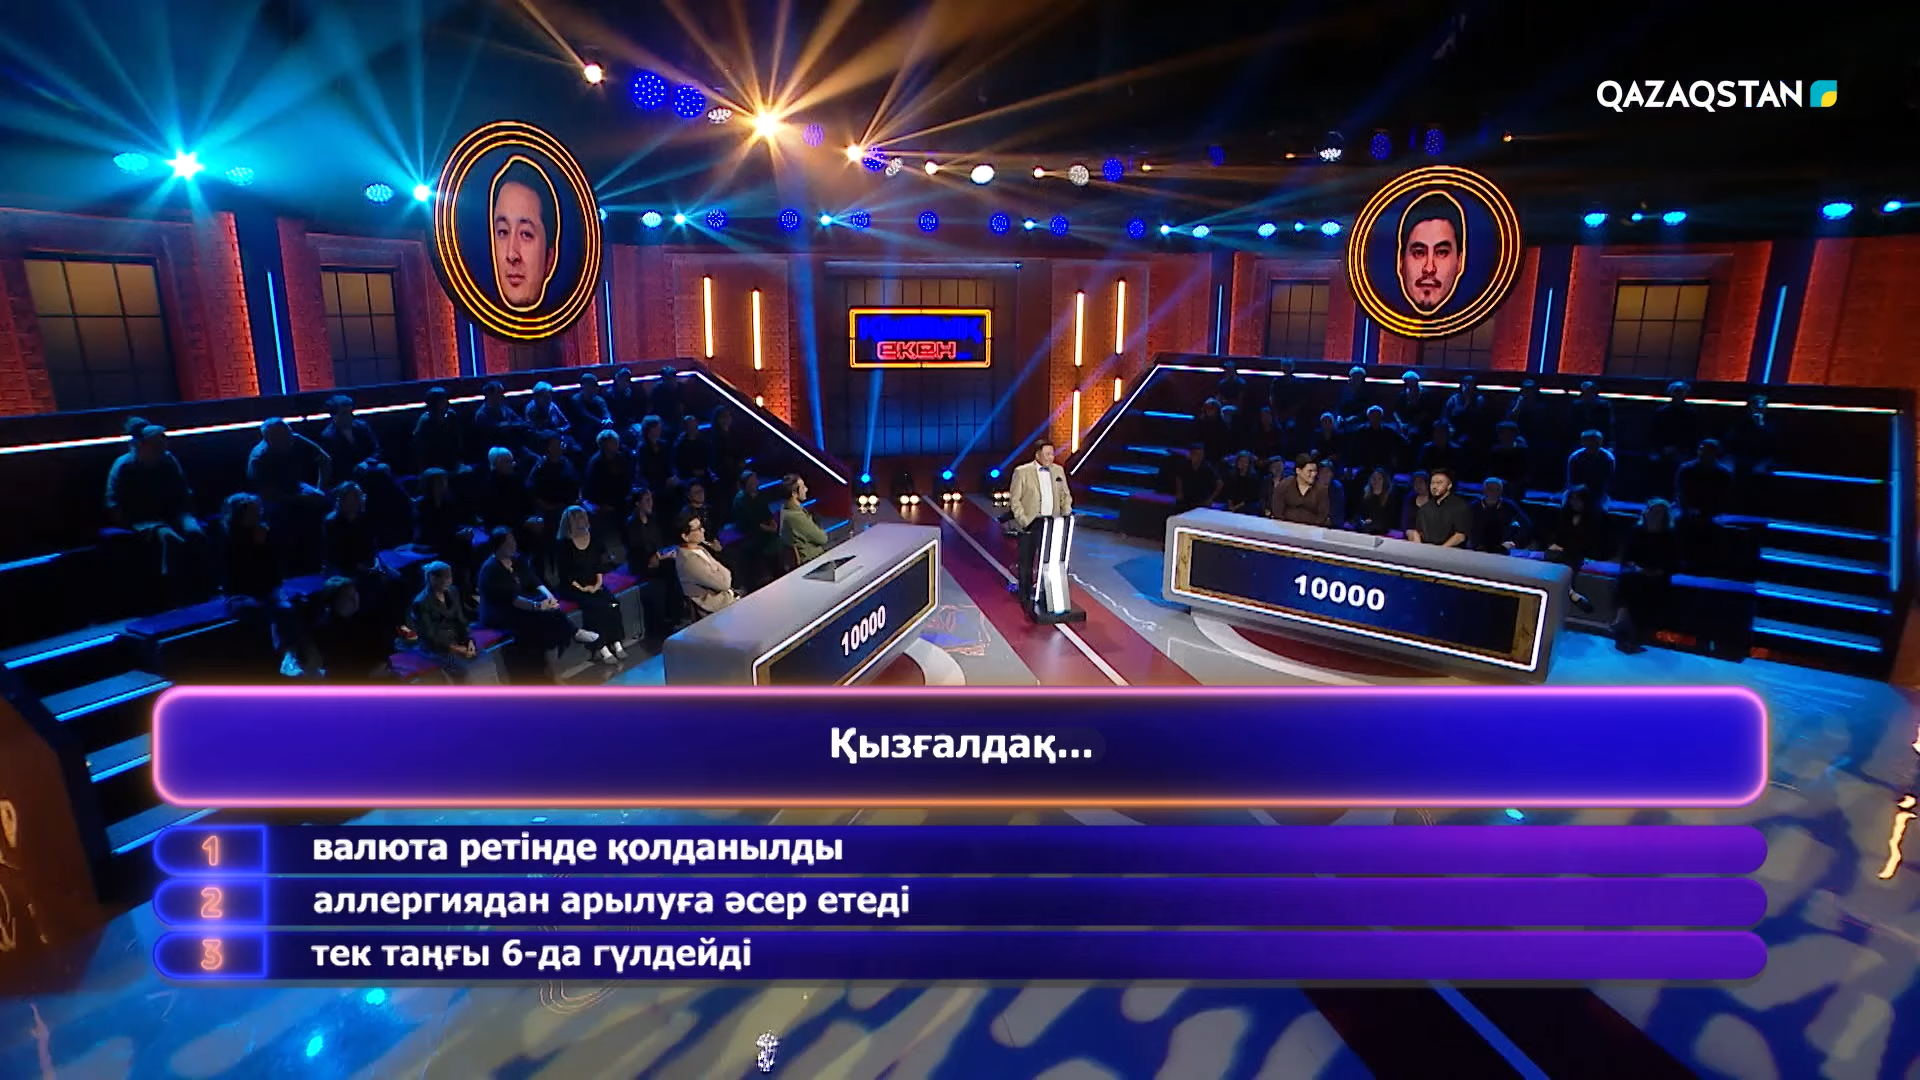 QAZAQSTAN
екен
10000
10000
Қызғалдақ...
1 валюта ретінде қолданылды
2 аллергиядан арылуға әсер етеді
3 тек таңғы 6-да гүлдейді